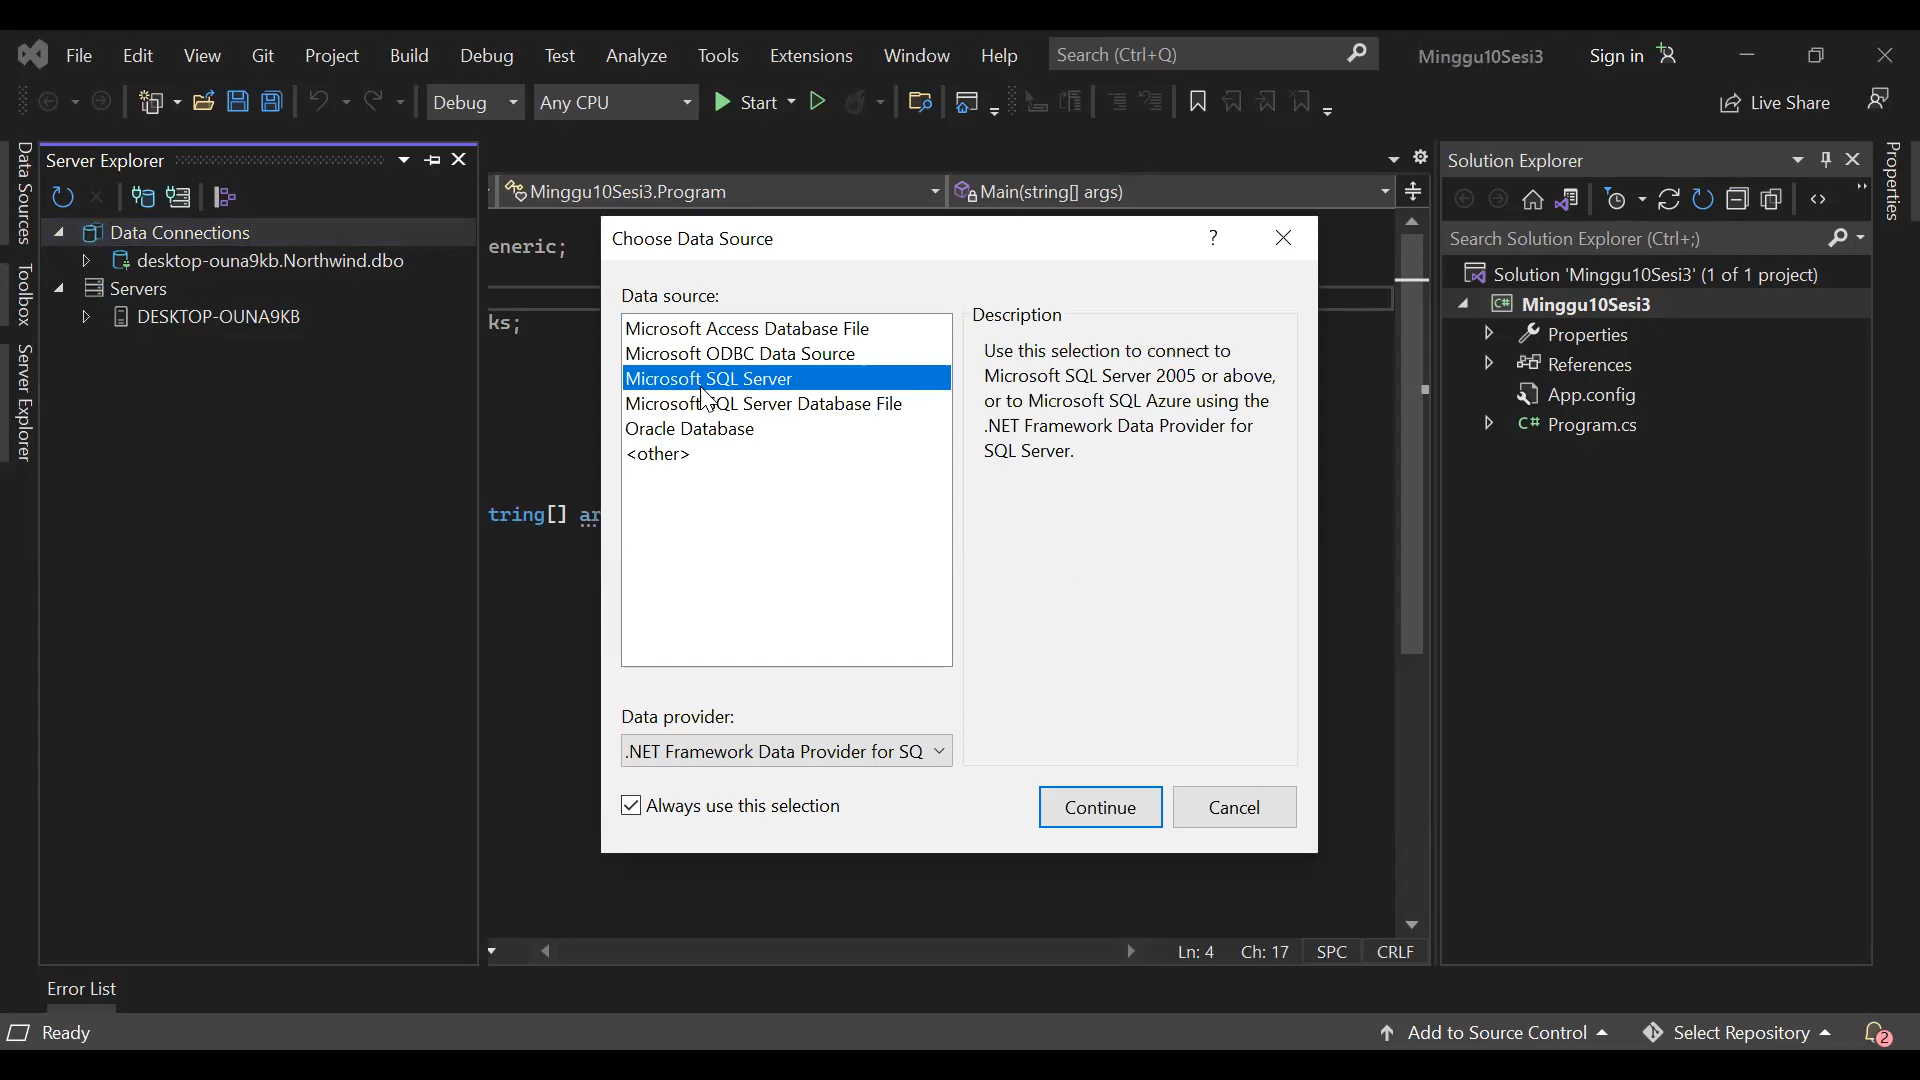 File Edit View Git Project Build Debug Test Analyze Tools Extensions Window Help Search (Ctrl+Q) Minggu10Sesi3 Sign in
Debug Any CPU Start Live Share
Data Sources
Toolbox
Server Explorer
Server Explorer
Data Connections
desktop-ouna9kb.Northwind.dbo
Servers
DESKTOP-OUNA9KB
Minggu10Sesi3.Program Main(string[] args)
eneric;
ks;
tring[] ar
Choose Data Source ?
Data source:
Microsoft Access Database File
Microsoft ODBC Data Source
Microsoft SQL Server
Microsoft SQL Server Database File
Oracle Database
<other>
Description
Use this selection to connect to
Microsoft SQL Server 2005 or above,
or to Microsoft SQL Azure using the
.NET Framework Data Provider for
SQL Server.
Data provider:
.NET Framework Data Provider for SQ
Always use this selection
Continue Cancel
Ln: 4 Ch: 17 SPC CRLF
Solution Explorer
Search Solution Explorer (Ctrl+;)
Solution 'Minggu10Sesi3' (1 of 1 project)
C# Minggu10Sesi3
Properties
References
App.config
C# Program.cs
Properties
Error List
Ready Add to Source Control Select Repository 2